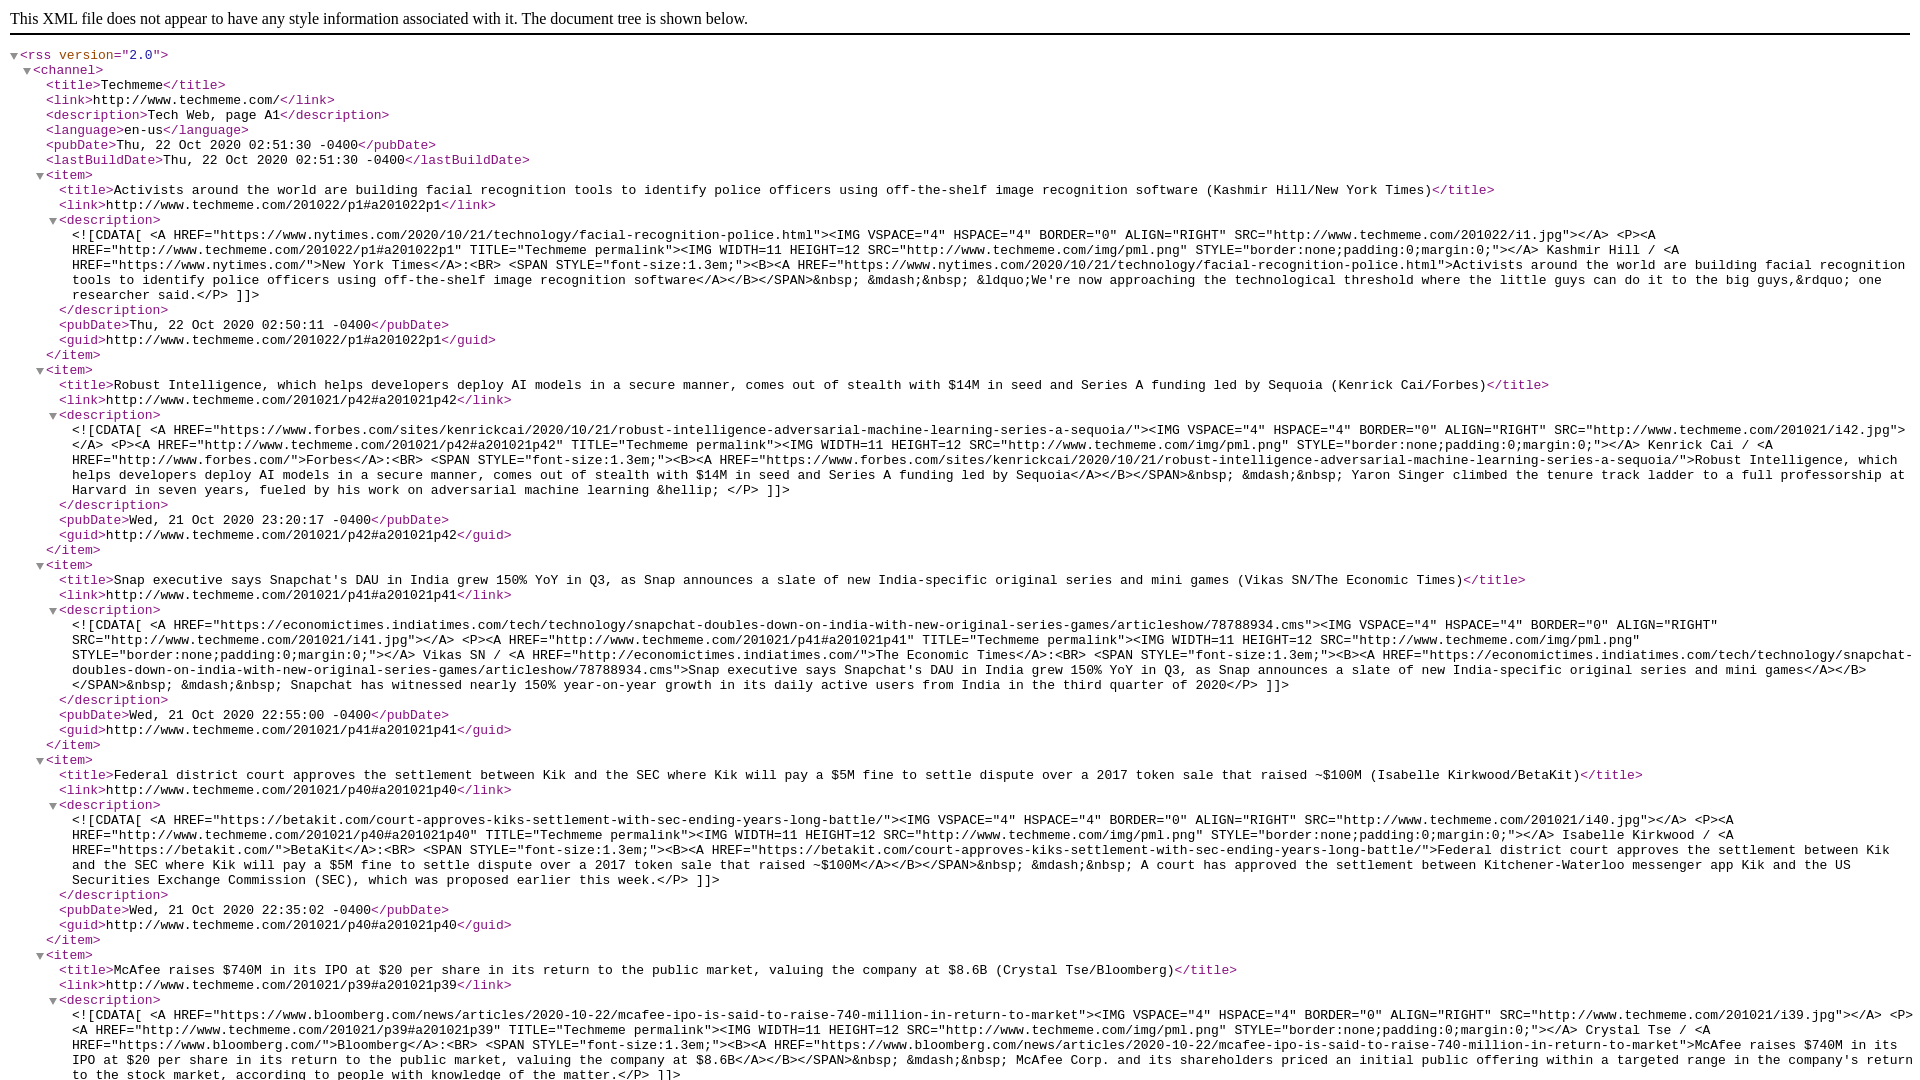 This XML file does not appear to have any style information associated with it. The document tree is shown below.
<rss version="2.0">
<channel>
<title>Techmeme</title>
<link>http://www.techmeme.com/</link>
<description>Tech Web, page A1</description>
<language>en-us</language>
<pubDate>Thu, 22 Oct 2020 02:51:30 -0400</pubDate>
<lastBuildDate>Thu, 22 Oct 2020 02:51:30 -0400</lastBuildDate>
<item>
<title>Activists around the world are building facial recognition tools to identify police officers using off-the-shelf image recognition software (Kashmir Hill/New York Times)</title>
<link>http://www.techmeme.com/201022/p1#a201022p1</link>
<description>
<![CDATA[ <A HREF="https://www.nytimes.com/2020/10/21/technology/facial-recognition-police.html"><IMG VSPACE="4" HSPACE="4" BORDER="0" ALIGN="RIGHT" SRC="http://www.techmeme.com/201022/i1.jpg"></A> <P><A
HREF="http://www.techmeme.com/201022/p1#a201022p1" TITLE="Techmeme permalink"><IMG WIDTH=11 HEIGHT=12 SRC="http://www.techmeme.com/img/pml.png" STYLE="border:none;padding:0;margin:0;"></A> Kashmir Hill / <A
HREF="https://www.nytimes.com/">New York Times</A>:<BR> <SPAN STYLE="font-size:1.3em;"><B><A HREF="https://www.nytimes.com/2020/10/21/technology/facial-recognition-police.html">Activists around the world are building facial recognition
tools to identify police officers using off-the-shelf image recognition software</A></B></SPAN>&nbsp; &mdash;&nbsp; &ldquo;We're now approaching the technological threshold where the little guys can do it to the big guys,&rdquo; one
researcher said.</P> ]]>
</description>
<pubDate>Thu, 22 Oct 2020 02:50:11 -0400</pubDate>
<guid>http://www.techmeme.com/201022/p1#a201022p1</guid>
</item>
<item>
<title>Robust Intelligence, which helps developers deploy AI models in a secure manner, comes out of stealth with $14M in seed and Series A funding led by Sequoia (Kenrick Cai/Forbes)</title>
<link>http://www.techmeme.com/201021/p42#a201021p42</link>
<description>
<![CDATA[ <A HREF="https://www.forbes.com/sites/kenrickcai/2020/10/21/robust-intelligence-adversarial-machine-learning-series-a-sequoia/"><IMG VSPACE="4" HSPACE="4" BORDER="0" ALIGN="RIGHT" SRC="http://www.techmeme.com/201021/i42.jpg">
</A> <P><A HREF="http://www.techmeme.com/201021/p42#a201021p42" TITLE="Techmeme permalink"><IMG WIDTH=11 HEIGHT=12 SRC="http://www.techmeme.com/img/pml.png" STYLE="border:none;padding:0;margin:0;"></A> Kenrick Cai / <A
HREF="http://www.forbes.com/">Forbes</A>:<BR> <SPAN STYLE="font-size:1.3em;"><B><A HREF="https://www.forbes.com/sites/kenrickcai/2020/10/21/robust-intelligence-adversarial-machine-learning-series-a-sequoia/">Robust Intelligence, which
helps developers deploy AI models in a secure manner, comes out of stealth with $14M in seed and Series A funding led by Sequoia</A></B></SPAN>&nbsp; &mdash;&nbsp; Yaron Singer climbed the tenure track ladder to a full professorship at
Harvard in seven years, fueled by his work on adversarial machine learning &hellip; </P> ]]>
</description>
<pubDate>Wed, 21 Oct 2020 23:20:17 -0400</pubDate>
<guid>http://www.techmeme.com/201021/p42#a201021p42</guid>
</item>
<item>
<title>Snap executive says Snapchat's DAU in India grew 150% YoY in Q3, as Snap announces a slate of new India-specific original series and mini games (Vikas SN/The Economic Times)</title>
<link>http://www.techmeme.com/201021/p41#a201021p41</link>
<description>
<![CDATA[ <A HREF="https://economictimes.indiatimes.com/tech/technology/snapchat-doubles-down-on-india-with-new-original-series-games/articleshow/78788934.cms"><IMG VSPACE="4" HSPACE="4" BORDER="0" ALIGN="RIGHT"
SRC="http://www.techmeme.com/201021/i41.jpg"></A> <P><A HREF="http://www.techmeme.com/201021/p41#a201021p41" TITLE="Techmeme permalink"><IMG WIDTH=11 HEIGHT=12 SRC="http://www.techmeme.com/img/pml.png"
STYLE="border:none;padding:0;margin:0;"></A> Vikas SN / <A HREF="http://economictimes.indiatimes.com/">The Economic Times</A>:<BR> <SPAN STYLE="font-size:1.3em;"><B><A HREF="https://economictimes.indiatimes.com/tech/technology/snapchat-
doubles-down-on-india-with-new-original-series-games/articleshow/78788934.cms">Snap executive says Snapchat's DAU in India grew 150% YoY in Q3, as Snap announces a slate of new India-specific original series and mini games</A></B>
</SPAN>&nbsp; &mdash;&nbsp; Snapchat has witnessed nearly 150% year-on-year growth in its daily active users from India in the third quarter of 2020</P> ]]>
</description>
<pubDate>Wed, 21 Oct 2020 22:55:00 -0400</pubDate>
<guid>http://www.techmeme.com/201021/p41#a201021p41</guid>
</item>
<item>
<title>Federal district court approves the settlement between Kik and the SEC where Kik will pay a $5M fine to settle dispute over a 2017 token sale that raised ~$100M (Isabelle Kirkwood/BetaKit)</title>
<link>http://www.techmeme.com/201021/p40#a201021p40</link>
<description>
<![CDATA[ <A HREF="https://betakit.com/court-approves-kiks-settlement-with-sec-ending-years-long-battle/"><IMG VSPACE="4" HSPACE="4" BORDER="0" ALIGN="RIGHT" SRC="http://www.techmeme.com/201021/i40.jpg"></A> <P><A
HREF="http://www.techmeme.com/201021/p40#a201021p40" TITLE="Techmeme permalink"><IMG WIDTH=11 HEIGHT=12 SRC="http://www.techmeme.com/img/pml.png" STYLE="border:none;padding:0;margin:0;"></A> Isabelle Kirkwood / <A
HREF="https://betakit.com/">BetaKit</A>:<BR> <SPAN STYLE="font-size:1.3em;"><B><A HREF="https://betakit.com/court-approves-kiks-settlement-with-sec-ending-years-long-battle/">Federal district court approves the settlement between Kik
and the SEC where Kik will pay a $5M fine to settle dispute over a 2017 token sale that raised ~$100M</A></B></SPAN>&nbsp; &mdash;&nbsp; A court has approved the settlement between Kitchener-Waterloo messenger app Kik and the US
Securities Exchange Commission (SEC), which was proposed earlier this week.</P> ]]>
</description>
<pubDate>Wed, 21 Oct 2020 22:35:02 -0400</pubDate>
<guid>http://www.techmeme.com/201021/p40#a201021p40</guid>
</item>
<item>
<title>McAfee raises $740M in its IPO at $20 per share in its return to the public market, valuing the company at $8.6B (Crystal Tse/Bloomberg)</title>
<link>http://www.techmeme.com/201021/p39#a201021p39</link>
<description>
<![CDATA[ <A HREF="https://www.bloomberg.com/news/articles/2020-10-22/mcafee-ipo-is-said-to-raise-740-million-in-return-to-market"><IMG VSPACE="4" HSPACE="4" BORDER="0" ALIGN="RIGHT" SRC="http://www.techmeme.com/201021/i39.jpg"></A> <P>
<A HREF="http://www.techmeme.com/201021/p39#a201021p39" TITLE="Techmeme permalink"><IMG WIDTH=11 HEIGHT=12 SRC="http://www.techmeme.com/img/pml.png" STYLE="border:none;padding:0;margin:0;"></A> Crystal Tse / <A
HREF="https://www.bloomberg.com/">Bloomberg</A>:<BR> <SPAN STYLE="font-size:1.3em;"><B><A HREF="https://www.bloomberg.com/news/articles/2020-10-22/mcafee-ipo-is-said-to-raise-740-million-in-return-to-market">McAfee raises $740M in its
IPO at $20 per share in its return to the public market, valuing the company at $8.6B</A></B></SPAN>&nbsp; &mdash;&nbsp; McAfee Corp. and its shareholders priced an initial public offering within a targeted range in the company's return
to the stock market, according to people with knowledge of the matter.</P> ]]>